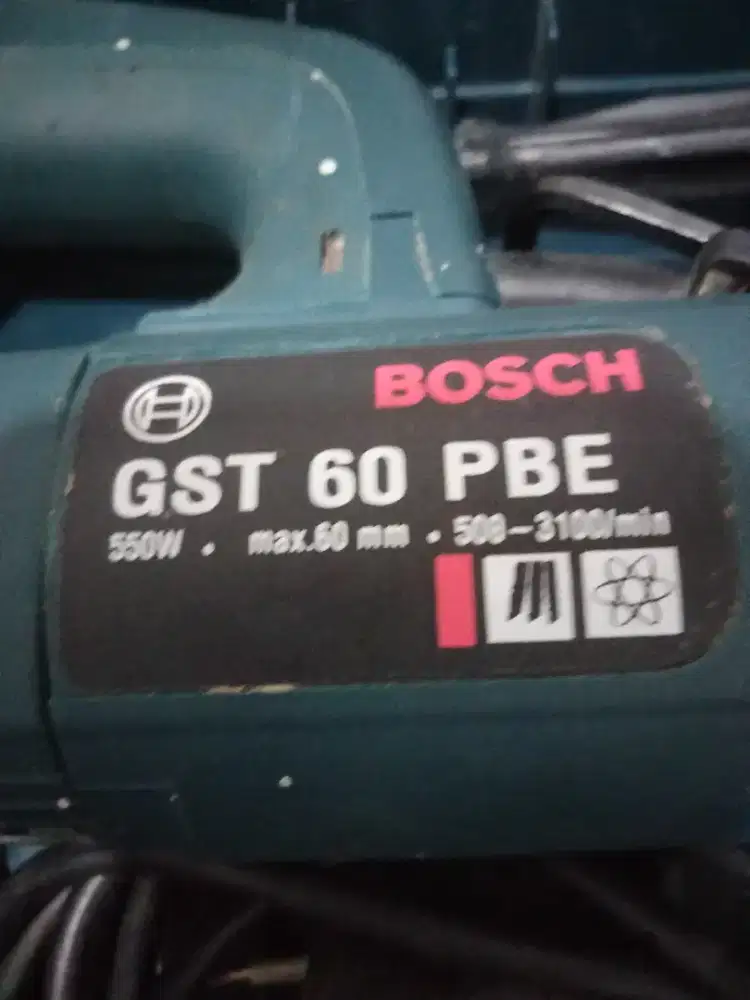 BOSCH
GST 60 PBE
550W • max.60 mm • 500–3100/min